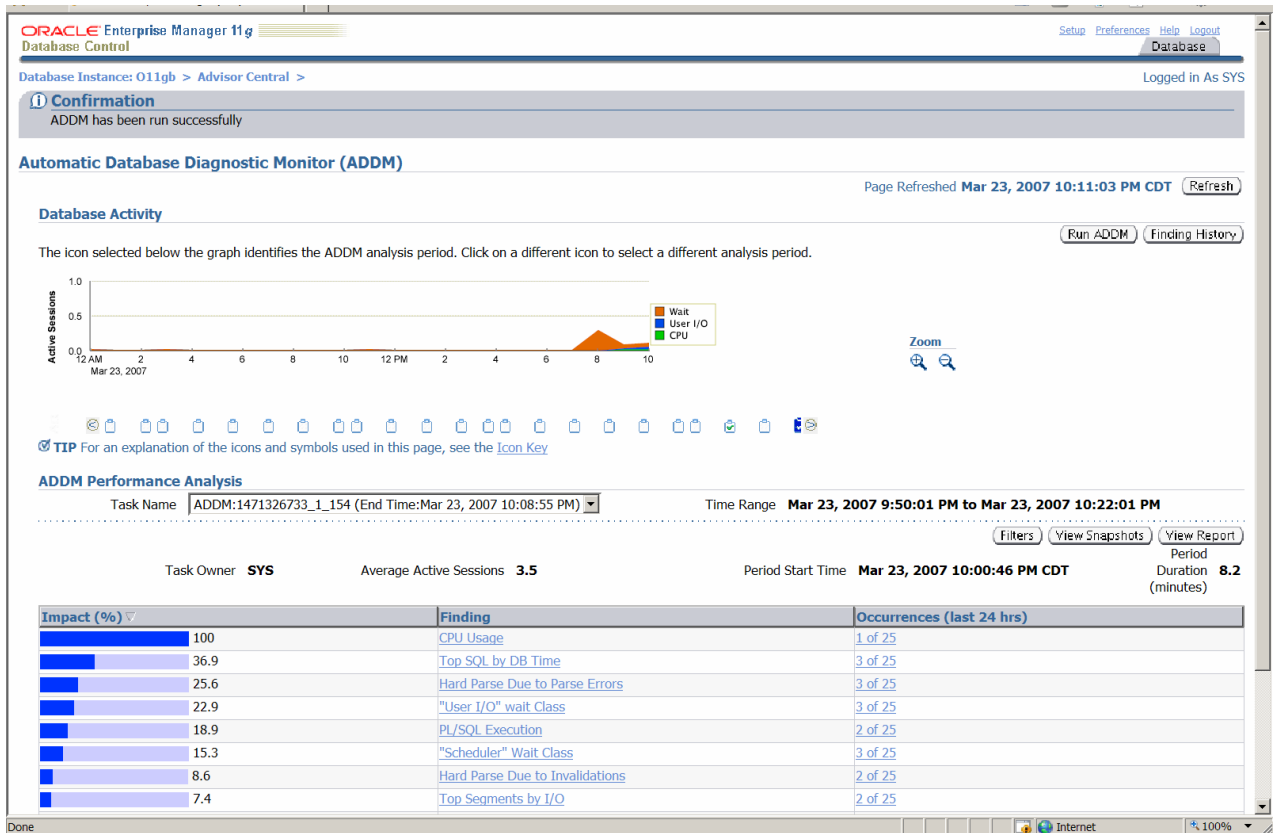 ORACLE Enterprise Manager 11g
Database Control
Setup Preferences Help Logout
Database
Database Instance: O11gb > Advisor Central >
Logged in As SYS
Confirmation
ADDM has been run successfully
Automatic Database Diagnostic Monitor (ADDM)
Page Refreshed Mar 23, 2007 10:11:03 PM CDT Refresh
Database Activity
Run ADDM Finding History
The icon selected below the graph identifies the ADDM analysis period. Click on a different icon to select a different analysis period.
Active Sessions
1.0
0.5
0.0
12 AM 2 4 6 8 10 12 PM 2 4 6 8 10
Mar 23, 2007
Wait
User I/O
CPU
Zoom
TIP For an explanation of the icons and symbols used in this page, see the Icon Key
ADDM Performance Analysis
Task Name ADDM:1471326733_1_154 (End Time:Mar 23, 2007 10:08:55 PM)
Time Range Mar 23, 2007 9:50:01 PM to Mar 23, 2007 10:22:01 PM
Filters View Snapshots View Report
Task Owner SYS
Average Active Sessions 3.5
Period Start Time Mar 23, 2007 10:00:46 PM CDT
Period
Duration 8.2
(minutes)
Impact (%) Finding Occurrences (last 24 hrs)
100 CPU Usage 1 of 25
36.9 Top SQL by DB Time 3 of 25
25.6 Hard Parse Due to Parse Errors 3 of 25
22.9 "User I/O" wait Class 3 of 25
18.9 PL/SQL Execution 2 of 25
15.3 "Scheduler" Wait Class 3 of 25
8.6 Hard Parse Due to Invalidations 2 of 25
7.4 Top Segments by I/O 2 of 25
Done
Internet
100%